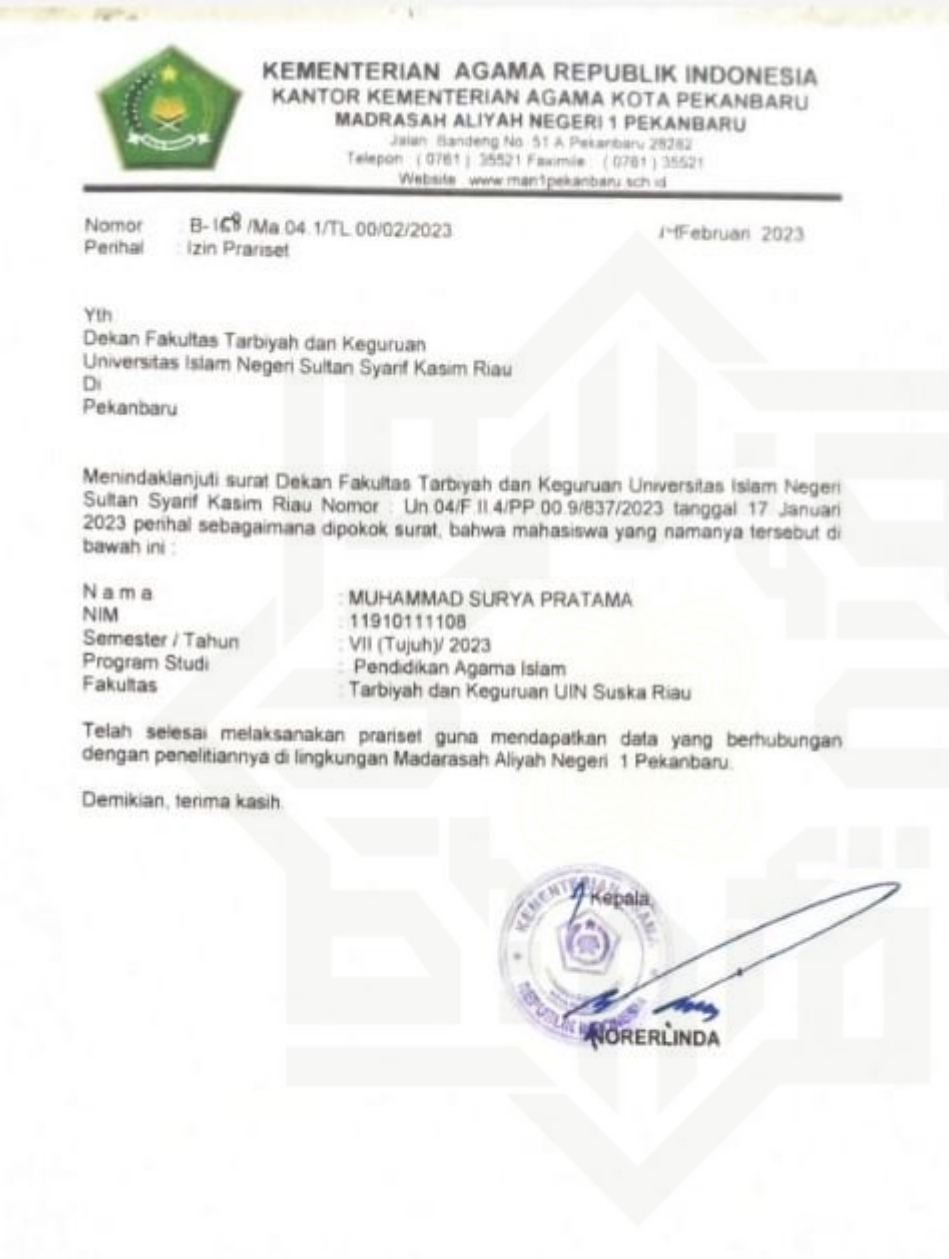 KEMENTERIAN AGAMA REPUBLIK INDONESIA
KANTOR KEMENTERIAN AGAMA KOTA PEKANBARU
MADRASAH ALIYAH NEGERI 1 PEKANBARU
Jalan Bandeng No. 51 A Pekanbaru 28282
Telepon : ( 0761 ) 35521 Faximile : ( 0761 ) 35521
Website : www.man1pekanbaru.sch.id
Nomor : B- /Ma.04.1/TL.00/02/2023 Februari 2023
Perihal : Izin Prariset
Yth
Dekan Fakultas Tarbiyah dan Keguruan
Universitas Islam Negeri Sultan Syarif Kasim Riau
Di
Pekanbaru
Menindaklanjuti surat Dekan Fakultas Tarbiyah dan Keguruan Universitas Islam Negeri
Sultan Syarif Kasim Riau Nomor : Un.04/F.II.4/PP.00.9/837/2023 tanggal 17 Januari
2023 perihal sebagaimana dipokok surat, bahwa mahasiswa yang namanya tersebut di
bawah ini :
N a m a : MUHAMMAD SURYA PRATAMA
NIM : 11910111108
Semester / Tahun : VII (Tujuh)/ 2023
Program Studi : Pendidikan Agama Islam
Fakultas : Tarbiyah dan Keguruan UIN Suska Riau
Telah selesai melaksanakan prariset guna mendapatkan data yang berhubungan
dengan penelitiannya di lingkungan Madarasah Aliyah Negeri 1 Pekanbaru.
Demikian, terima kasih.
Kepala,
KEMENTERIAN AGAMA
REPUBLIK INDONESIA
NORERLINDA